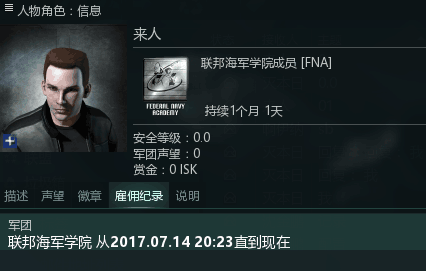 人物角色：信息
来人
联邦海军学院成员 [FNA]
FEDERAL NAVY
ACADEMY
持续1个月 1天
安全等级：0.0
军团声望：0
赏金：0 ISK
描述 声望 徽章 雇佣纪录 说明
军团
联邦海军学院 从2017.07.14 20:23直到现在